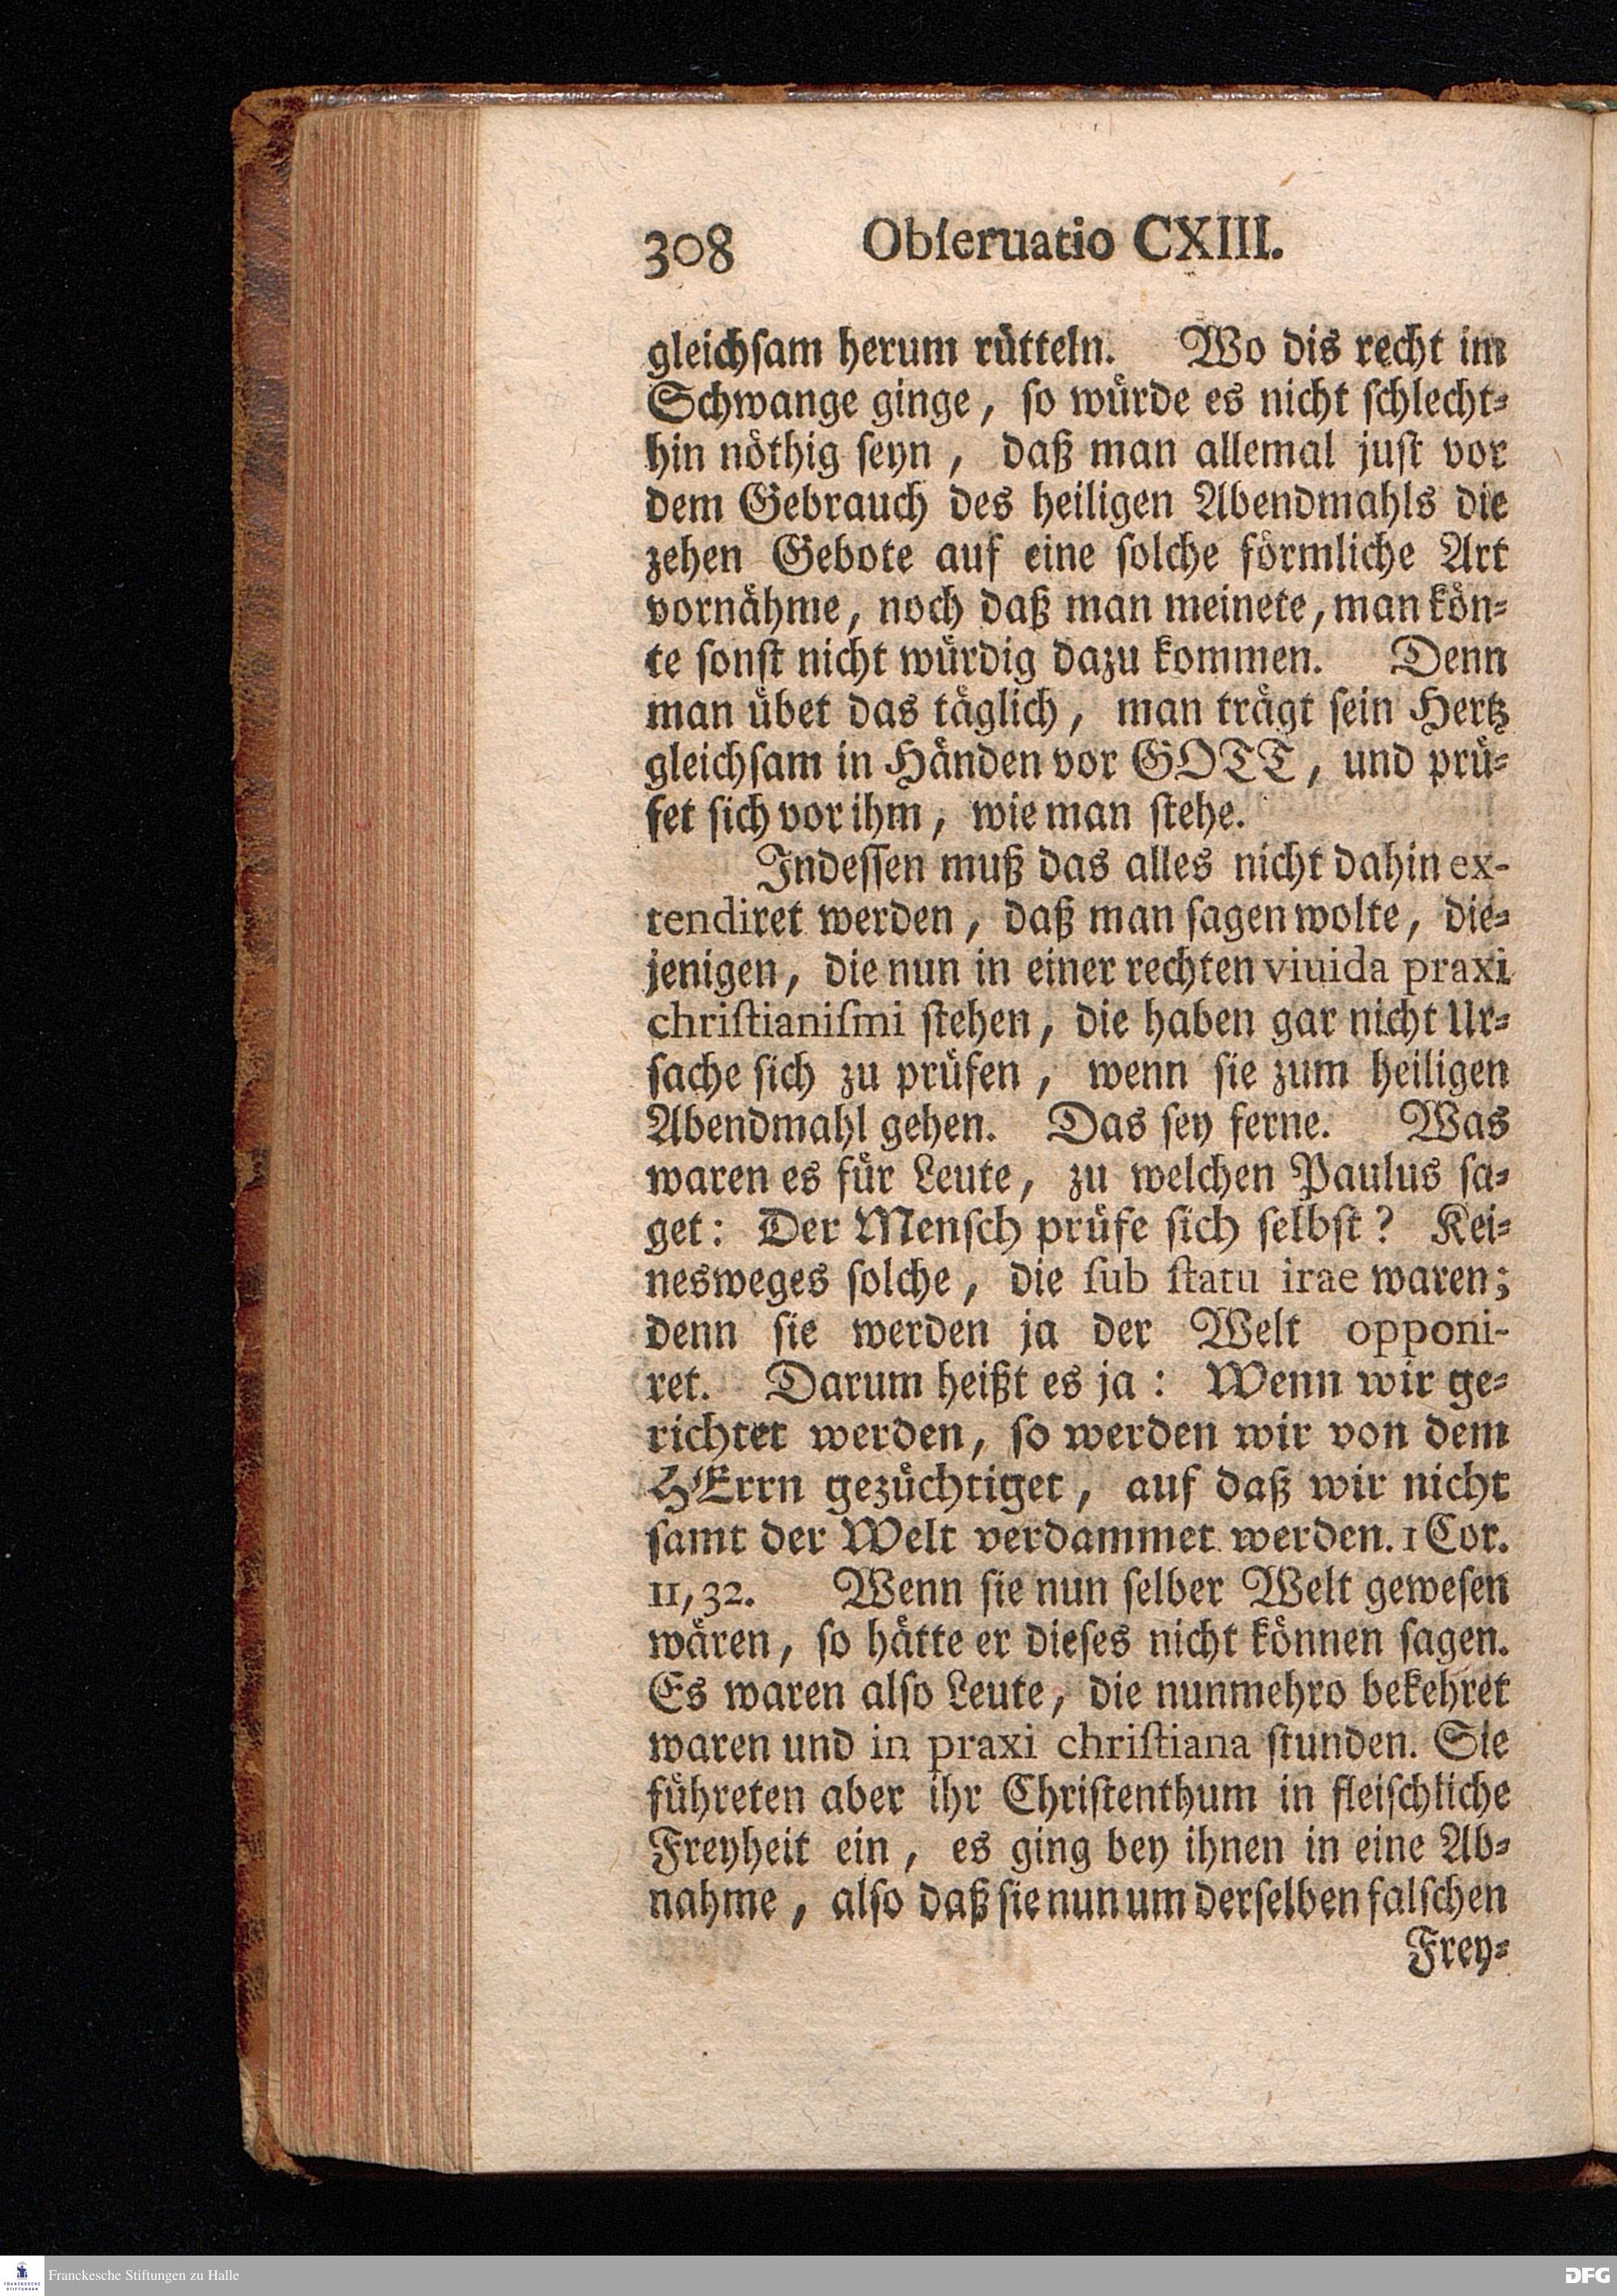 308 Obſeruatio CXIII.
gleichſam herum rütteln. Wo dis recht im
Schwange ginge, ſo würde es nicht ſchlecht-
hin nöthig ſeyn, daß man allemal juſt vor
dem Gebrauch des heiligen Abendmahls die
zehen Gebote auf eine ſolche förmliche Art
vornähme, noch daß man meinete, man kön-
te ſonſt nicht würdig dazu kommen. Denn
man übet das täglich, man trägt ſein Hertz
gleichſam in Händen vor GOTT, und prü-
fet ſich vor ihm, wie man ſtehe.
Indeſſen muß das alles nicht dahin ex-
tendiret werden, daß man ſagen wolte, die-
jenigen, die nun in einer rechten viuida praxi
chriſtianiſmi ſtehen, die haben gar nicht Ur-
ſache ſich zu prüfen, wenn ſie zum heiligen
Abendmahl gehen. Das ſey ferne. Was
waren es für Leute, zu welchen Paulus ſa-
get: Der Menſch prüfe ſich ſelbſt? Kei-
nesweges ſolche, die ſub ſtatu irae waren;
denn ſie werden ja der Welt opponi-
ret. Darum heißt es ja: Wenn wir ge-
richtet werden, ſo werden wir von dem
HErrn gezüchtiget, auf daß wir nicht
ſamt der Welt verdammet werden. 1 Cor.
11, 32. Wenn ſie nun ſelber Welt geweſen
wären, ſo hätte er dieſes nicht können ſagen.
Es waren alſo Leute, die nunmehro bekehret
waren und in praxi chriſtiana ſtunden. Sie
führeten aber ihr Chriſtenthum in fleiſchliche
Freyheit ein, es ging bey ihnen in eine Ab-
nahme, alſo daß ſie nun um derſelben falſchen
Frey-
Franckesche Stiftungen zu Halle
FRANCKESCHE STIFTUNGEN
DFG